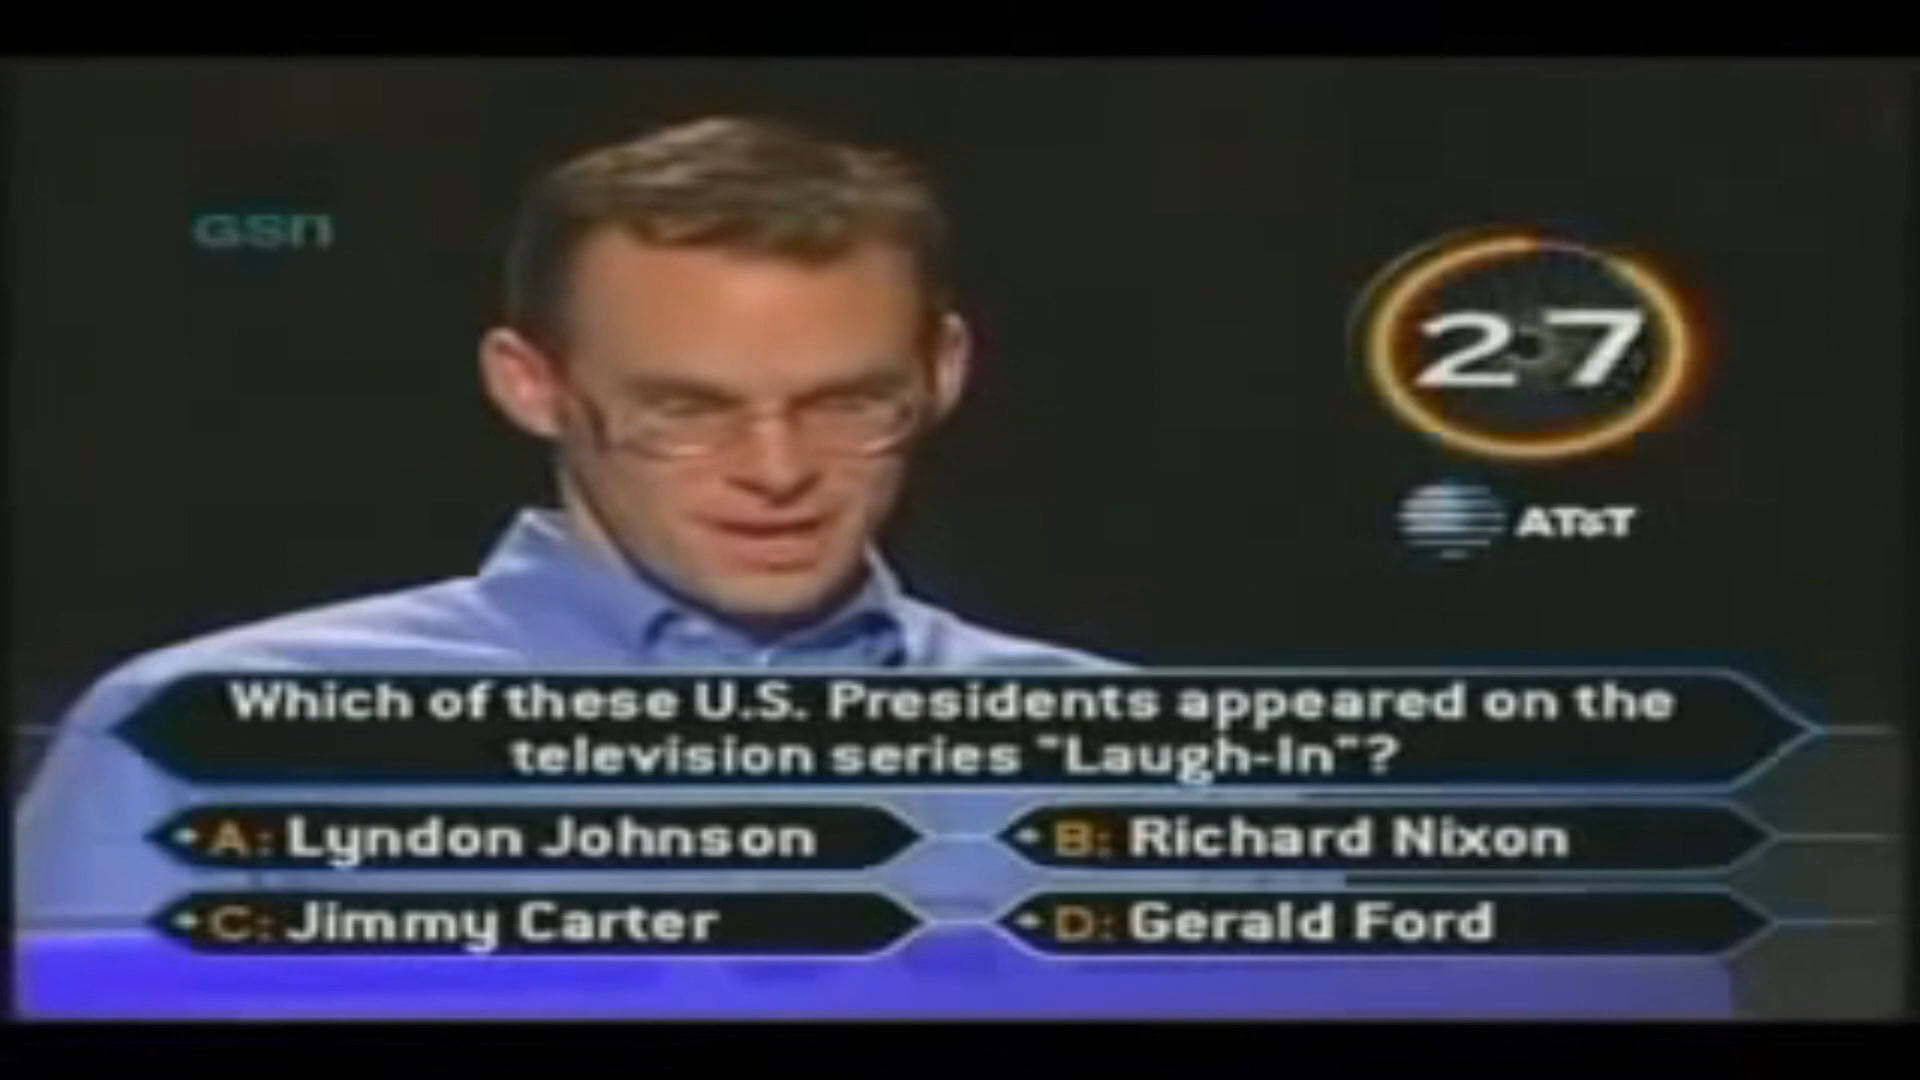 GSN
27
AT&T
Which of these U.S. Presidents appeared on the
television series "Laugh-In"?
A: Lyndon Johnson
B: Richard Nixon
C: Jimmy Carter
D: Gerald Ford